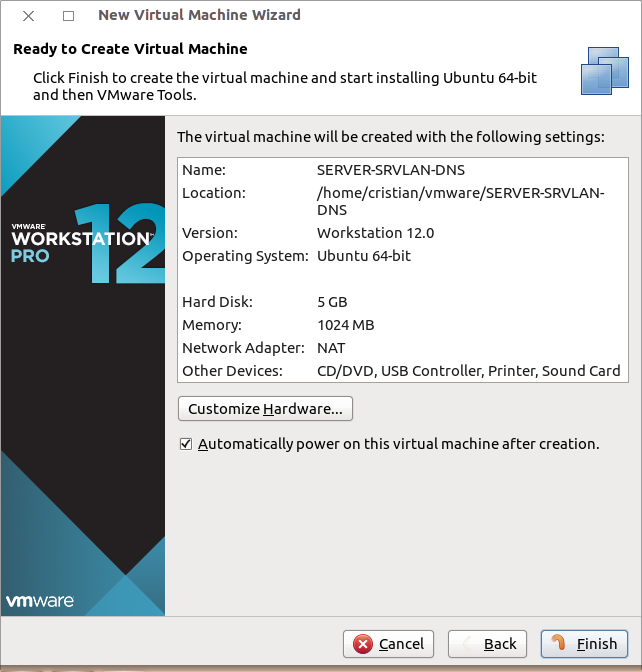 New Virtual Machine Wizard
Ready to Create Virtual Machine
Click Finish to create the virtual machine and start installing Ubuntu 64-bit
and then VMware Tools.
VMWARE
WORKSTATION™
PRO
12
The virtual machine will be created with the following settings:
Name: SERVER-SRVLAN-DNS
Location: /home/cristian/vmware/SERVER-SRVLAN-
DNS
Version: Workstation 12.0
Operating System: Ubuntu 64-bit
Hard Disk: 5 GB
Memory: 1024 MB
Network Adapter: NAT
Other Devices: CD/DVD, USB Controller, Printer, Sound Card
Customize Hardware...
Automatically power on this virtual machine after creation.
vmware
Cancel Back Finish